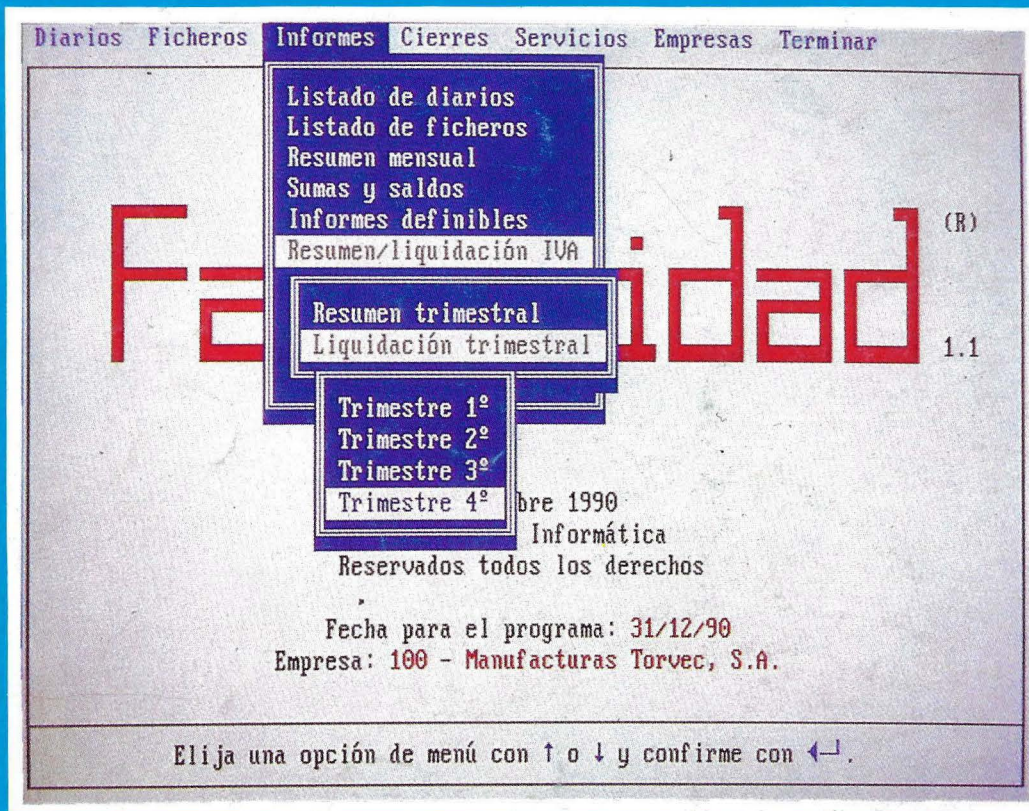 Diarios Ficheros Informes Cierres Servicios Empresas Terminar
Listado de diarios
Listado de ficheros
Resumen mensual
Sumas y saldos
Informes definibles
Resumen/liquidación IVA
(R)
Resumen trimestral
Liquidación trimestral
1.1
Trimestre 1º
Trimestre 2º
Trimestre 3º
Trimestre 4º
bre 1990
Informática
Reservados todos los derechos
Fecha para el programa: 31/12/90
Empresa: 100 - Manufacturas Torvec, S.A.
Elija una opción de menú con ↑ o ↓ y confirme con ◄┘.